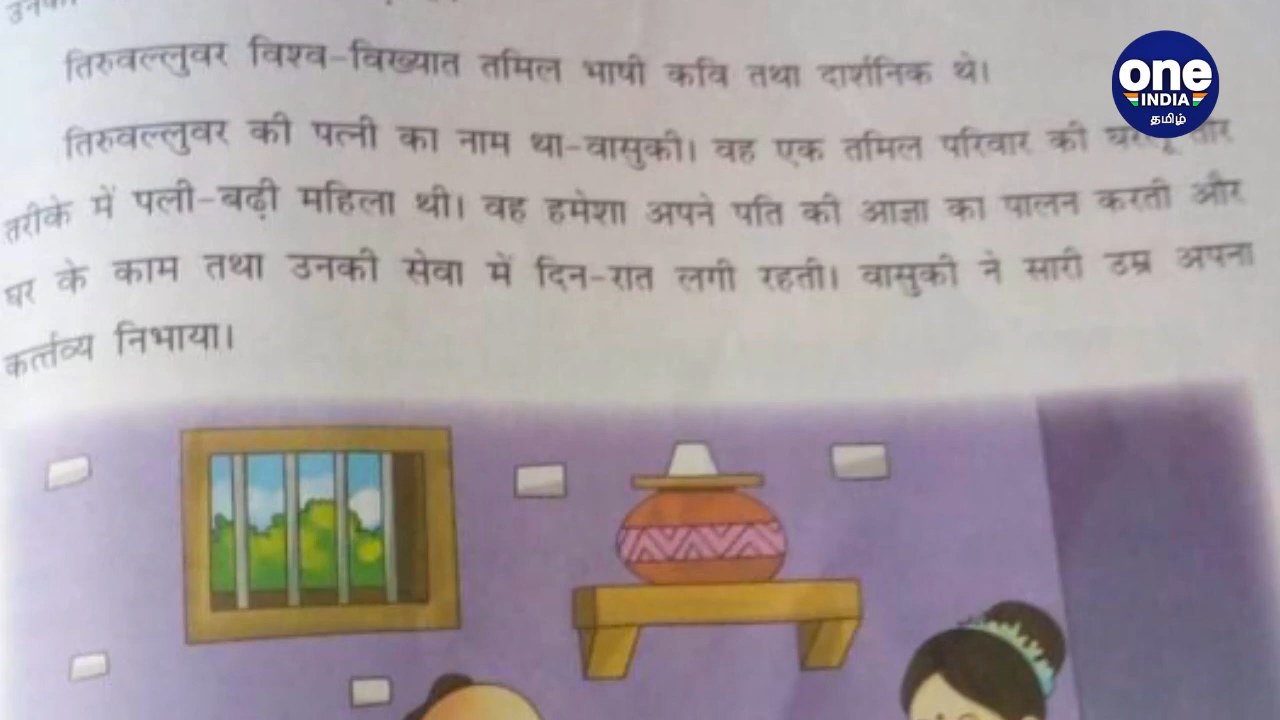 तिरुवल्लुवर विश्व-विख्यात तमिल भाषी कवि तथा दार्शनिक थे।
तिरुवल्लुवर की पत्नी का नाम था-वासुकी। वह एक तमिल परिवार की
तरीके में पली-बढ़ी महिला थी। वह हमेशा अपने पति की आज्ञा का पालन करती और
घर के काम तथा उनकी सेवा में दिन-रात लगी रहती। वासुकी ने सारी उम्र अपना
कर्त्तव्य निभाया।
one
INDIA
தமிழ்